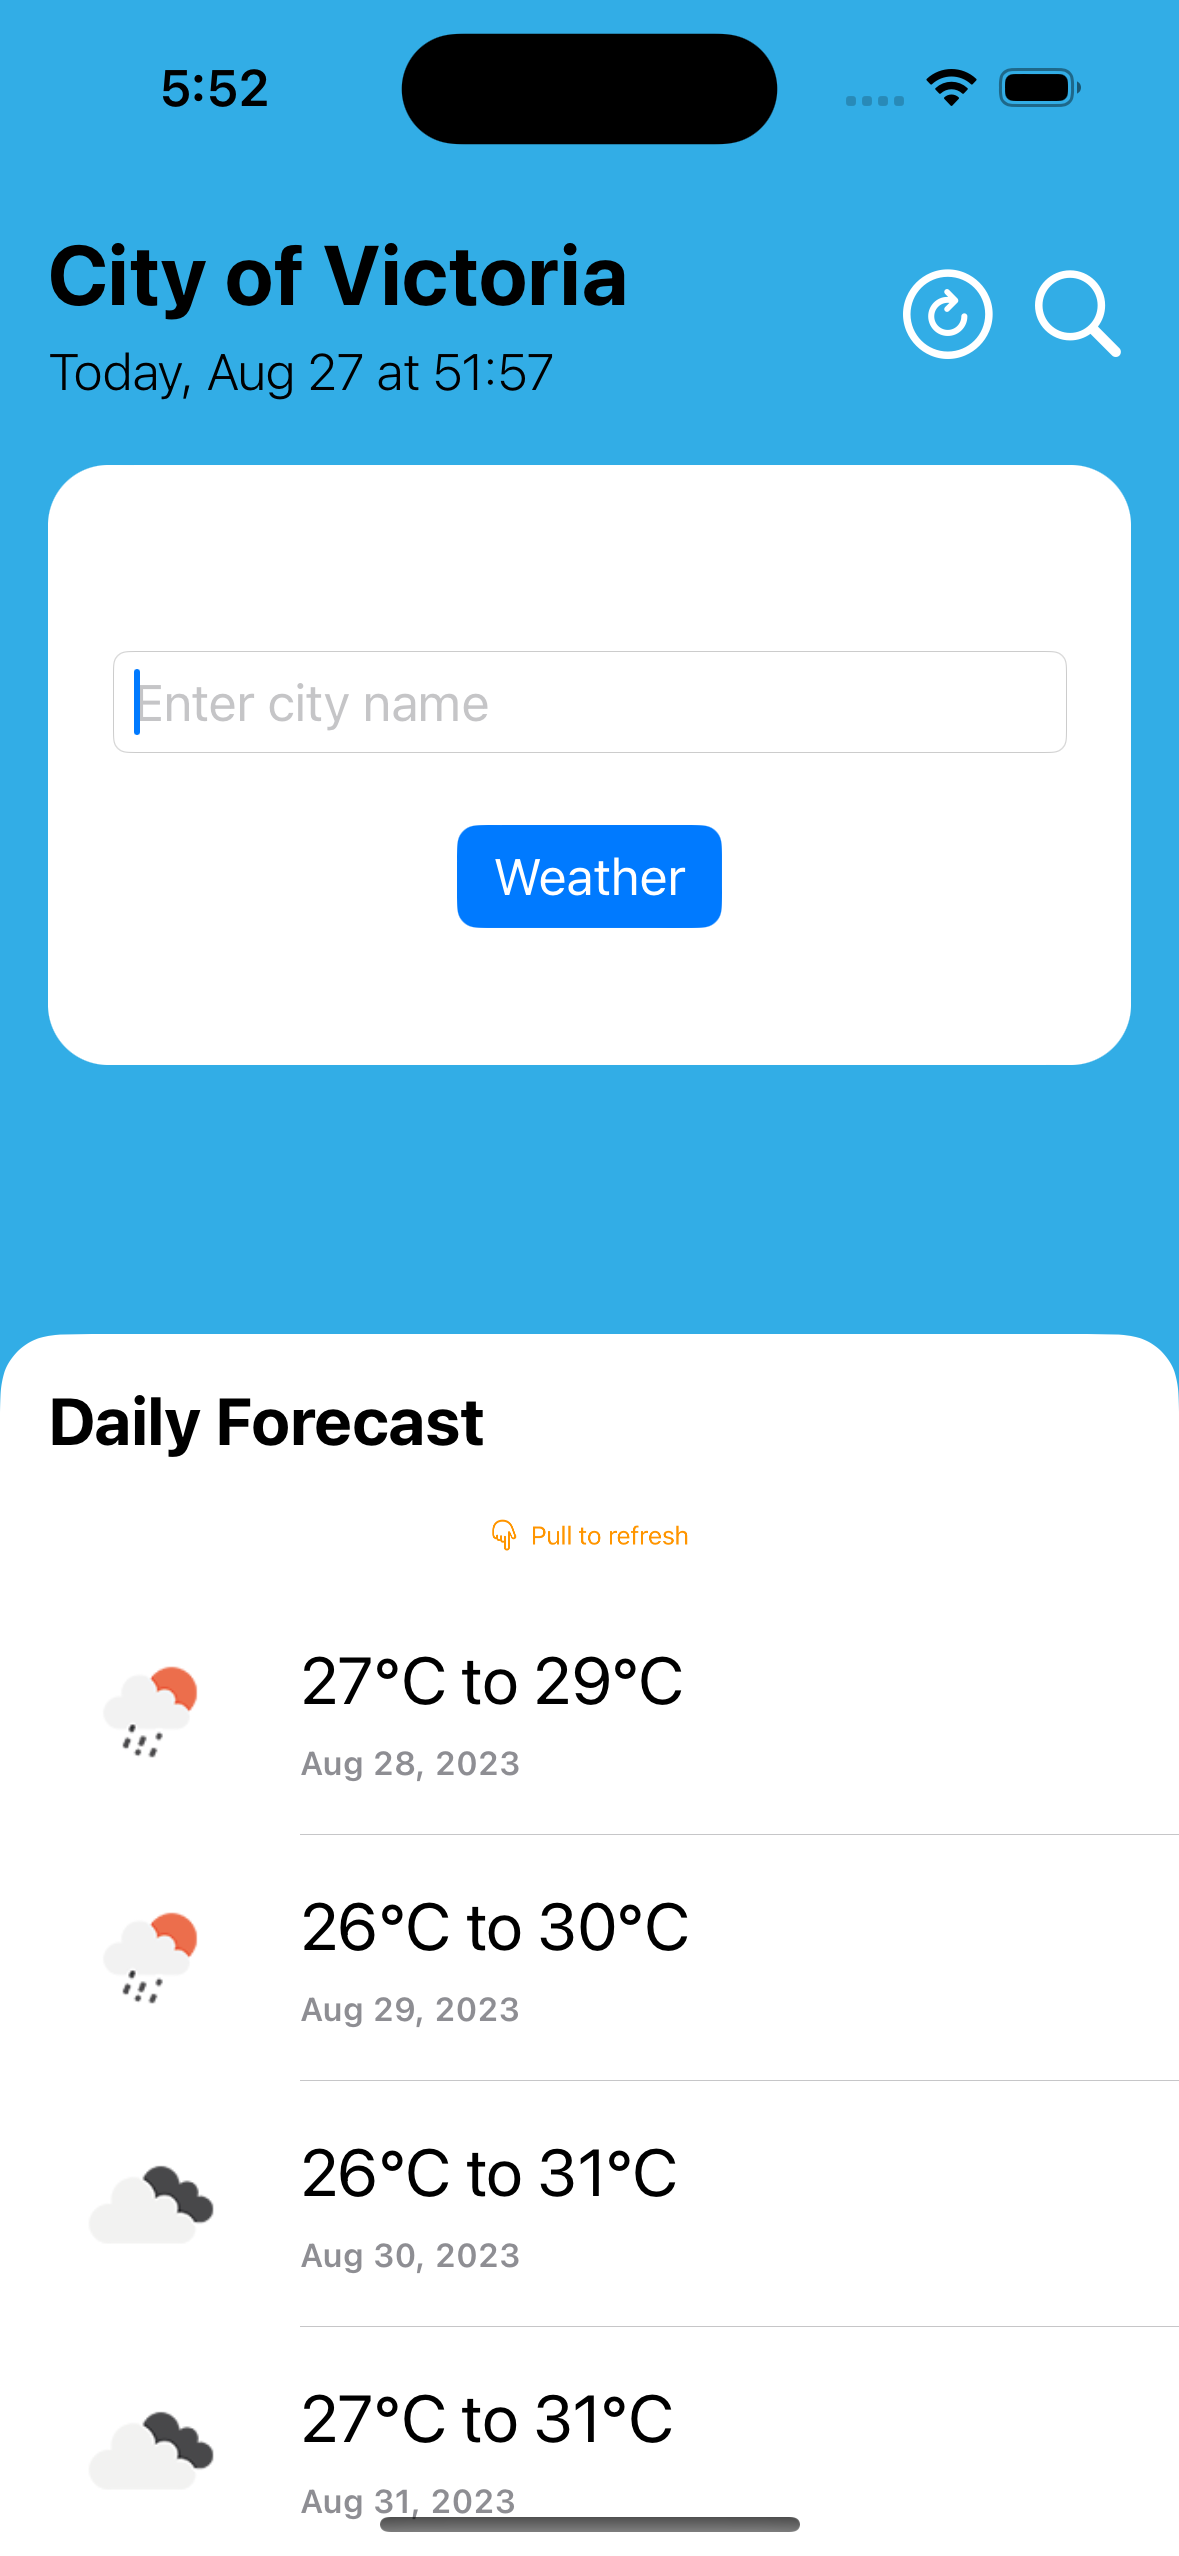 5:52
City of Victoria
Today, Aug 27 at 51:57
Enter city name
Weather
Daily Forecast
Pull to refresh
27°C to 29°C
Aug 28, 2023
26°C to 30°C
Aug 29, 2023
26°C to 31°C
Aug 30, 2023
27°C to 31°C
Aug 31, 2023